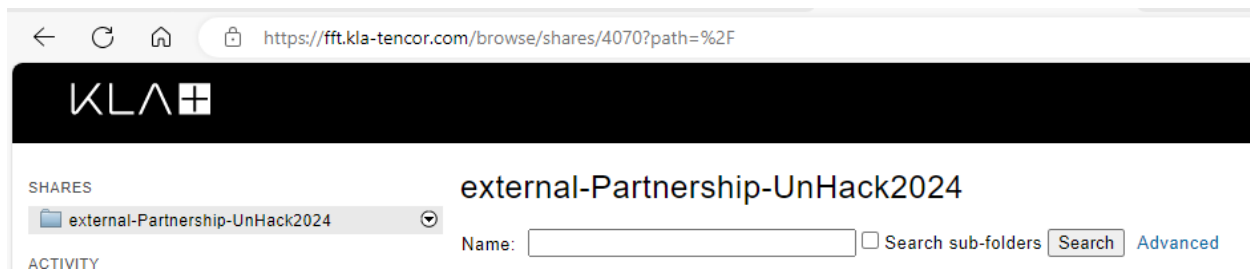 https://fft.kla-tencor.com/browse/shares/4070?path=%2F
KLA+
SHARES
external-Partnership-UnHack2024
ACTIVITY
external-Partnership-UnHack2024
Name: Search sub-folders Search Advanced